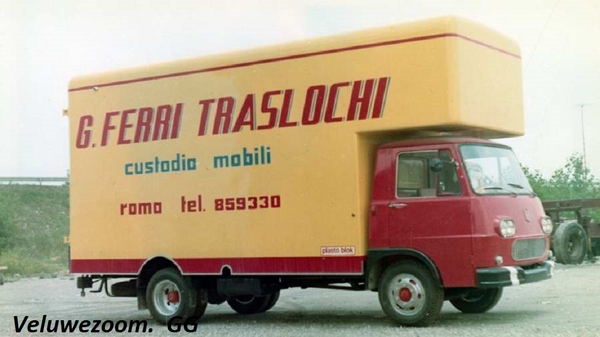 G. FERRI TRASLOCHI
custodia mobili
roma tel. 859330
plasto blok
Veluwezoom. GG